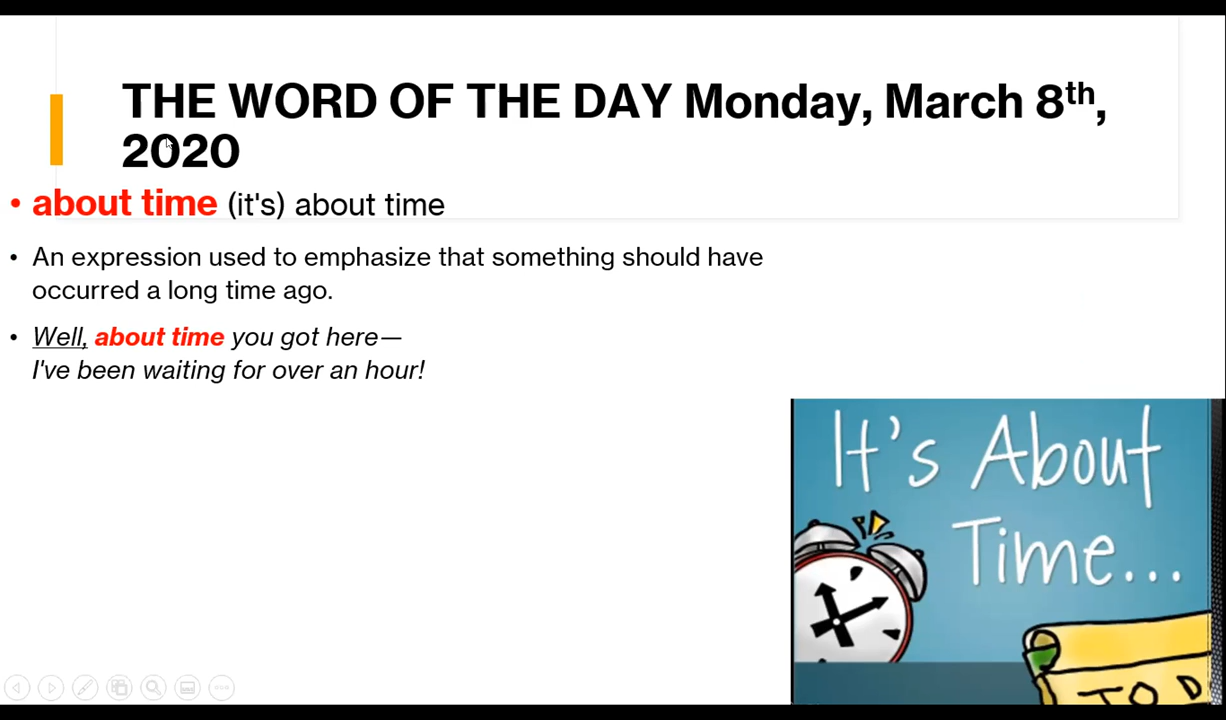 THE WORD OF THE DAY Monday, March 8th,
2020
• about time (it's) about time
• An expression used to emphasize that something should have
occurred a long time ago.
• Well, about time you got here—
I've been waiting for over an hour!
It's About
Time...
TO D